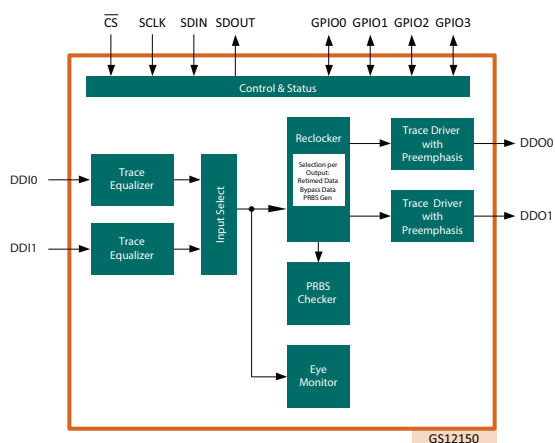 CS SCLK SDIN SDOUT GPIO0 GPIO1 GPIO2 GPIO3
Control & Status
Reclocker
Selection per
Output:
Retimed Data
Bypass Data
PRBS Gen
Trace Driver
with
Preemphasis
DDO0
DDI0
Trace
Equalizer
Input Select
Trace Driver
with
Preemphasis
DDO1
DDI1
Trace
Equalizer
PRBS
Checker
Eye
Monitor
GS12150